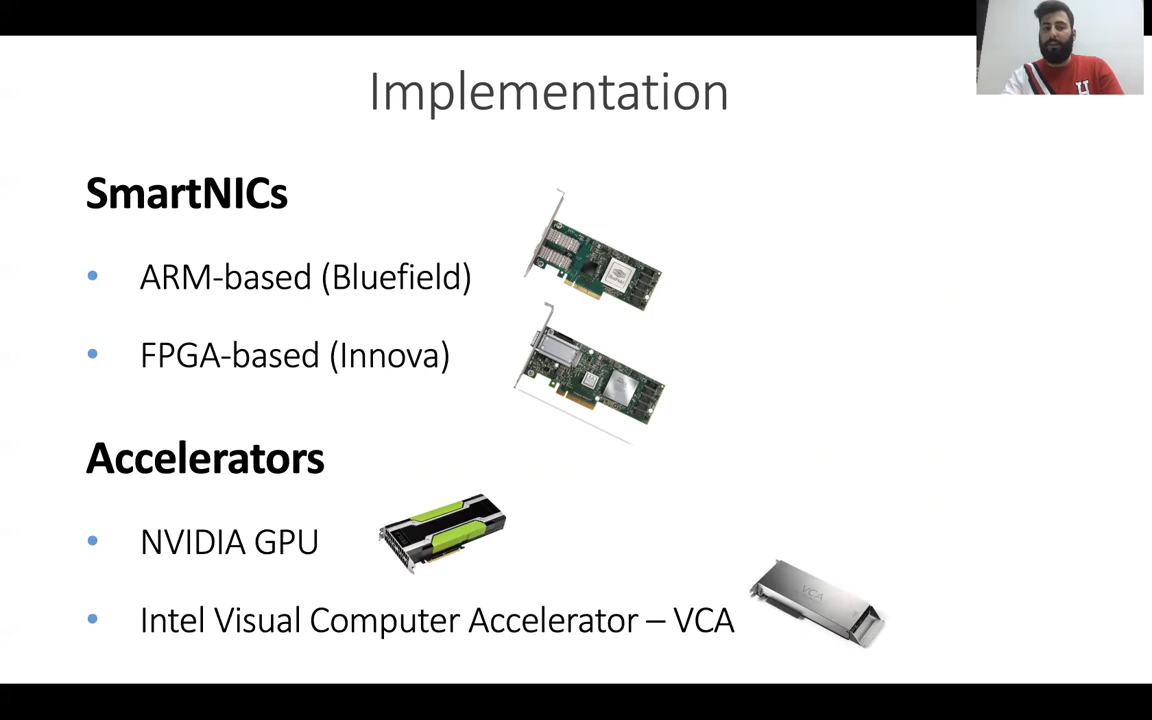 Implementation
SmartNICs
• ARM-based (Bluefield)
• FPGA-based (Innova)
Accelerators
• NVIDIA GPU
• Intel Visual Computer Accelerator – VCA
VCA
H